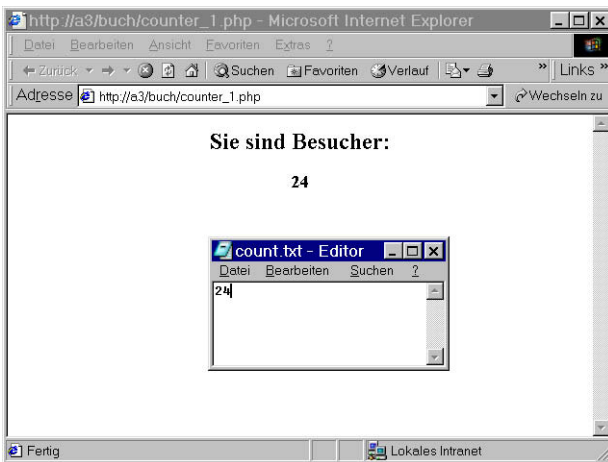 http://a3/buch/counter_1.php - Microsoft Internet Explorer
Datei Bearbeiten Ansicht Favoriten Extras ?
Zurück Suchen Favoriten Verlauf » Links »
Adresse http://a3/buch/counter_1.php Wechseln zu
Sie sind Besucher:
24
count.txt - Editor
Datei Bearbeiten Suchen ?
24
Fertig Lokales Intranet